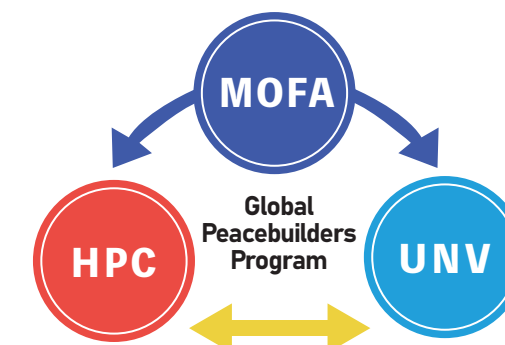 MOFA
Global
Peacebuilders
Program
HPC
UNV